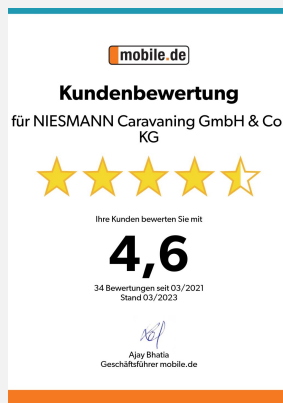 mobile.de
Kundenbewertung
für NIESMANN Caravaning GmbH & Co
KG
Ihre Kunden bewerten Sie mit
4,6
34 Bewertungen seit 03/2021
Stand 03/2023
Ajay Bhatia
Geschäftsführer mobile.de